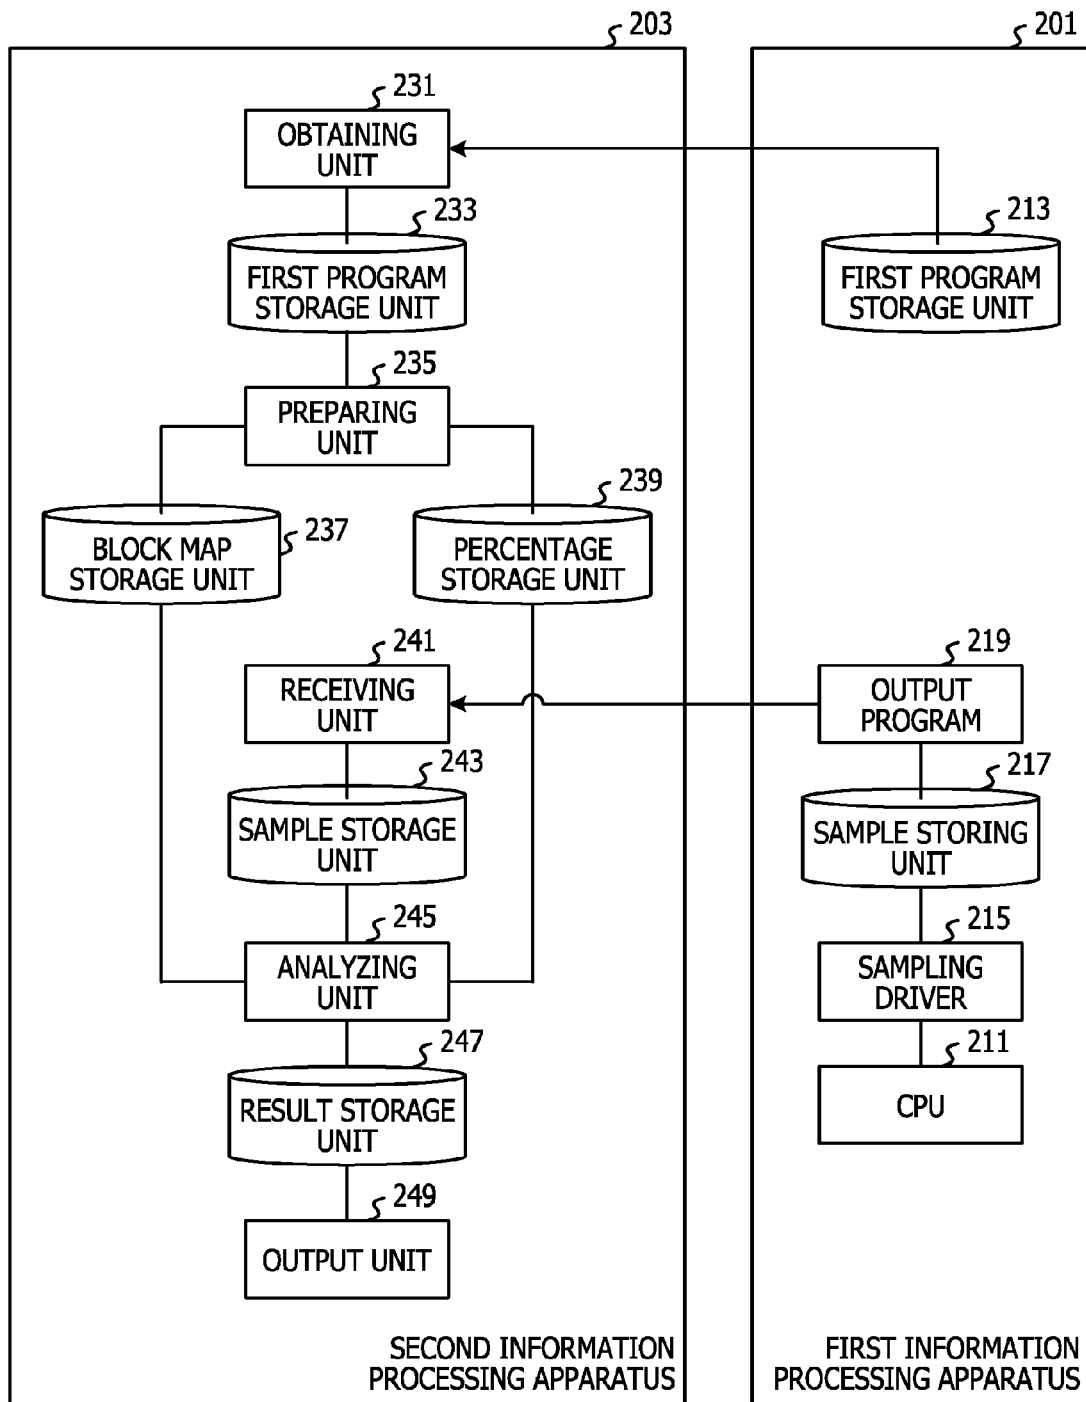 203
201
231
OBTAINING
UNIT
233
FIRST PROGRAM
STORAGE UNIT
213
FIRST PROGRAM
STORAGE UNIT
235
PREPARING
UNIT
237
BLOCK MAP
STORAGE UNIT
239
PERCENTAGE
STORAGE UNIT
241
RECEIVING
UNIT
219
OUTPUT
PROGRAM
243
SAMPLE STORAGE
UNIT
217
SAMPLE STORING
UNIT
245
ANALYZING
UNIT
215
SAMPLING
DRIVER
247
RESULT STORAGE
UNIT
211
CPU
249
OUTPUT UNIT
SECOND INFORMATION
PROCESSING APPARATUS
FIRST INFORMATION
PROCESSING APPARATUS